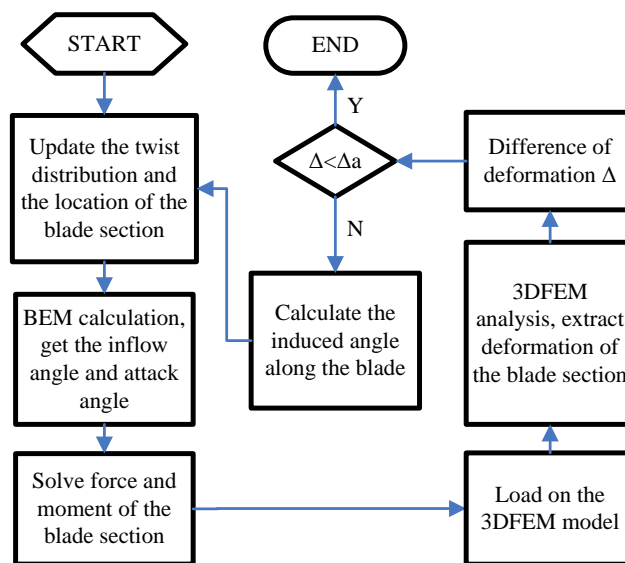 START
Update the twist
distribution and
the location of the
blade section
BEM calculation,
get the inflow
angle and attack
angle
Solve force and
moment of the
blade section
Load on the
3DFEM model
3DFEM
analysis, extract
deformation of
the blade section
Difference of
deformation Δ
Δ<Δa
Y
END
N
Calculate the
induced angle
along the blade